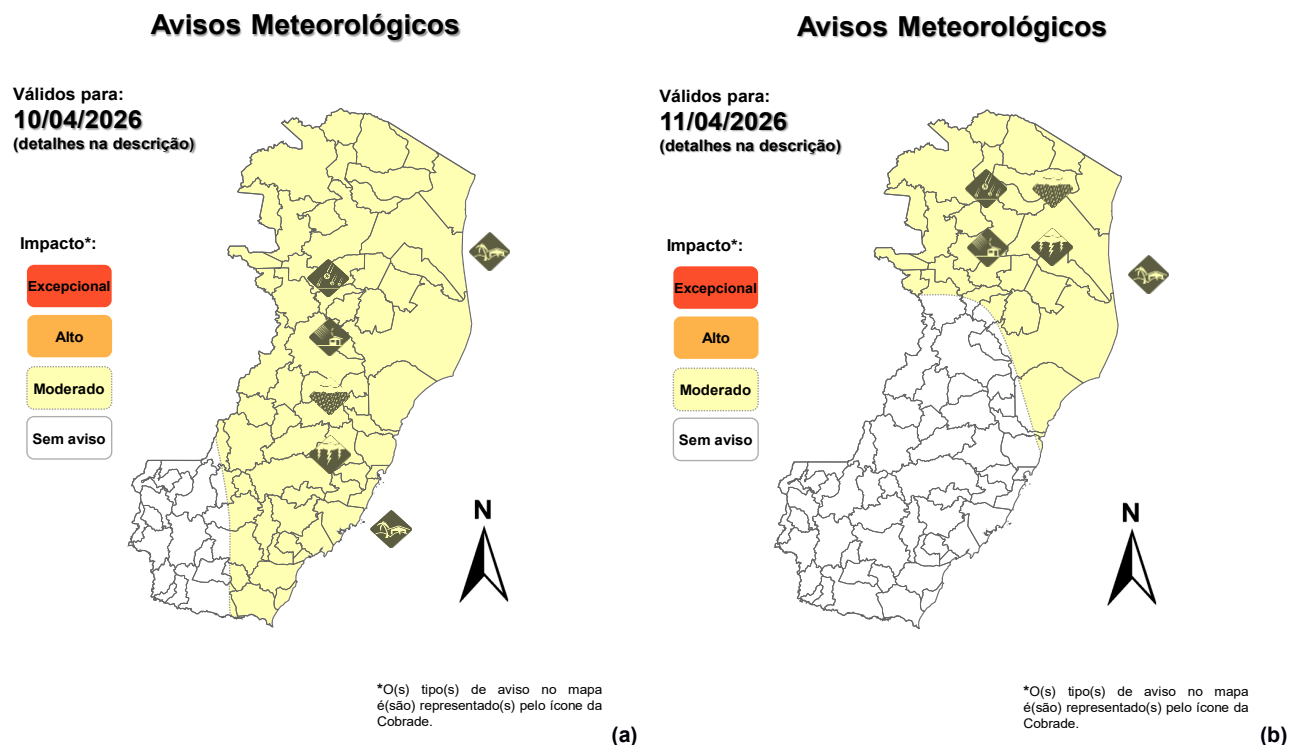 Avisos Meteorológicos
Válidos para:
10/04/2026
(detalhes na descrição)
Impacto*:
Excepcional
Alto
Moderado
Sem aviso
N
*O(s) tipo(s) de aviso no mapa
é(são) representado(s) pelo ícone da
Cobrade.
(a)
Avisos Meteorológicos
Válidos para:
11/04/2026
(detalhes na descrição)
Impacto*:
Excepcional
Alto
Moderado
Sem aviso
N
*O(s) tipo(s) de aviso no mapa
é(são) representado(s) pelo ícone da
Cobrade.
(b)